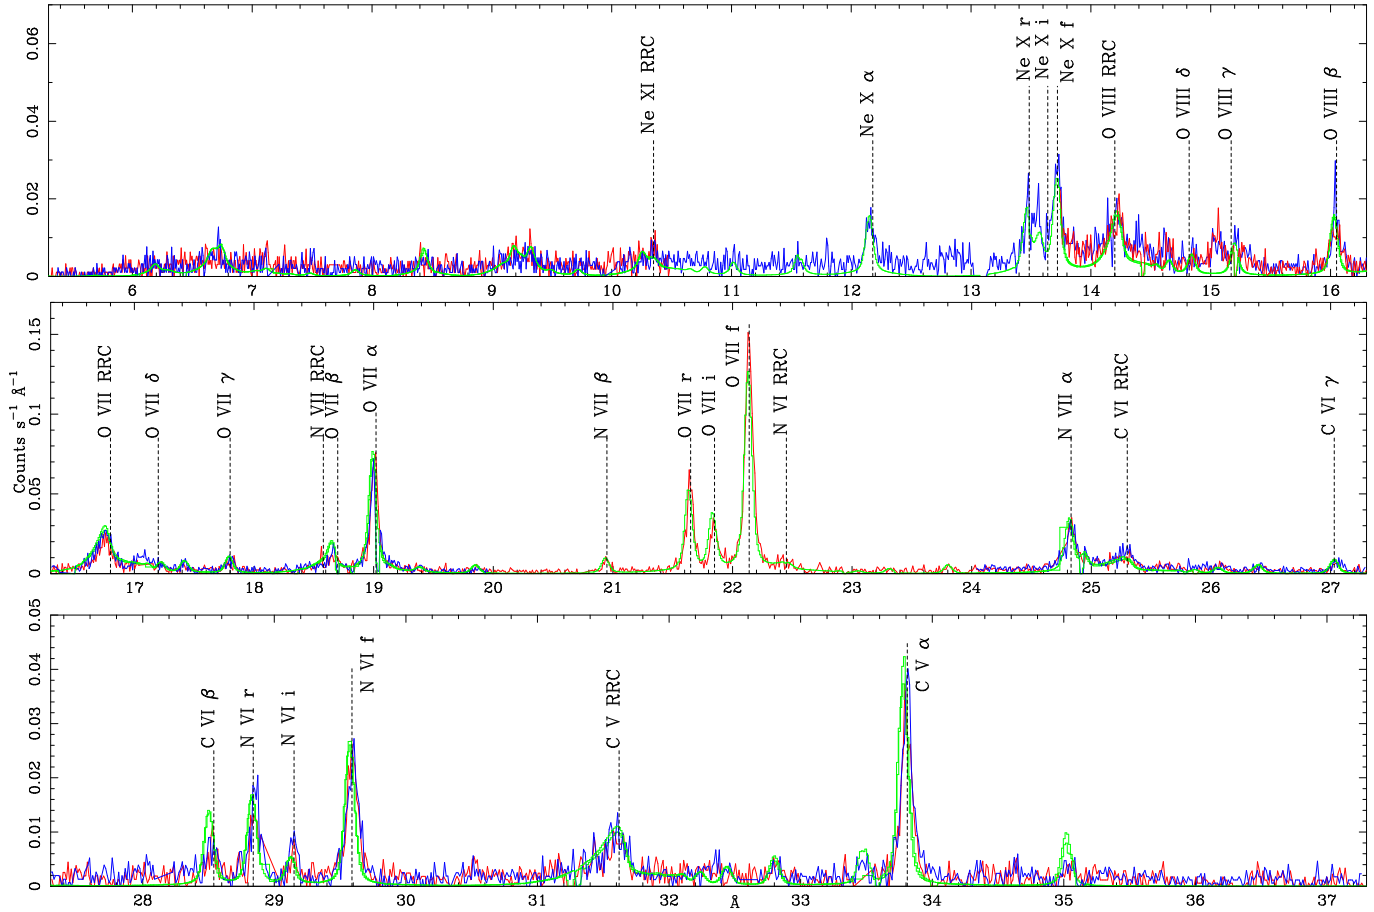 0.06
0.04
0.02
0
Ne XI RRC
Ne X α
Ne X r
Ne X i
Ne X f
O VIII RRC
O VIII δ
O VIII γ
O VIII β
6 7 8 9 10 11 12 13 14 15 16
Counts s⁻¹ Å⁻¹
0.15
0.1
0.05
0
O VII RRC
O VII δ
O VII γ
N VII RRC
O VII β
O VII α
N VII β
O VII r
O VII i
O VII f
N VI RRC
N VII α
C VI RRC
C VI γ
17 18 19 20 21 22 23 24 25 26 27
0.05
0.04
0.03
0.02
0.01
0
C VI β
N VI r
N VI i
N VI f
C V RRC
C V α
28 29 30 31 32 33 34 35 36 37
Å